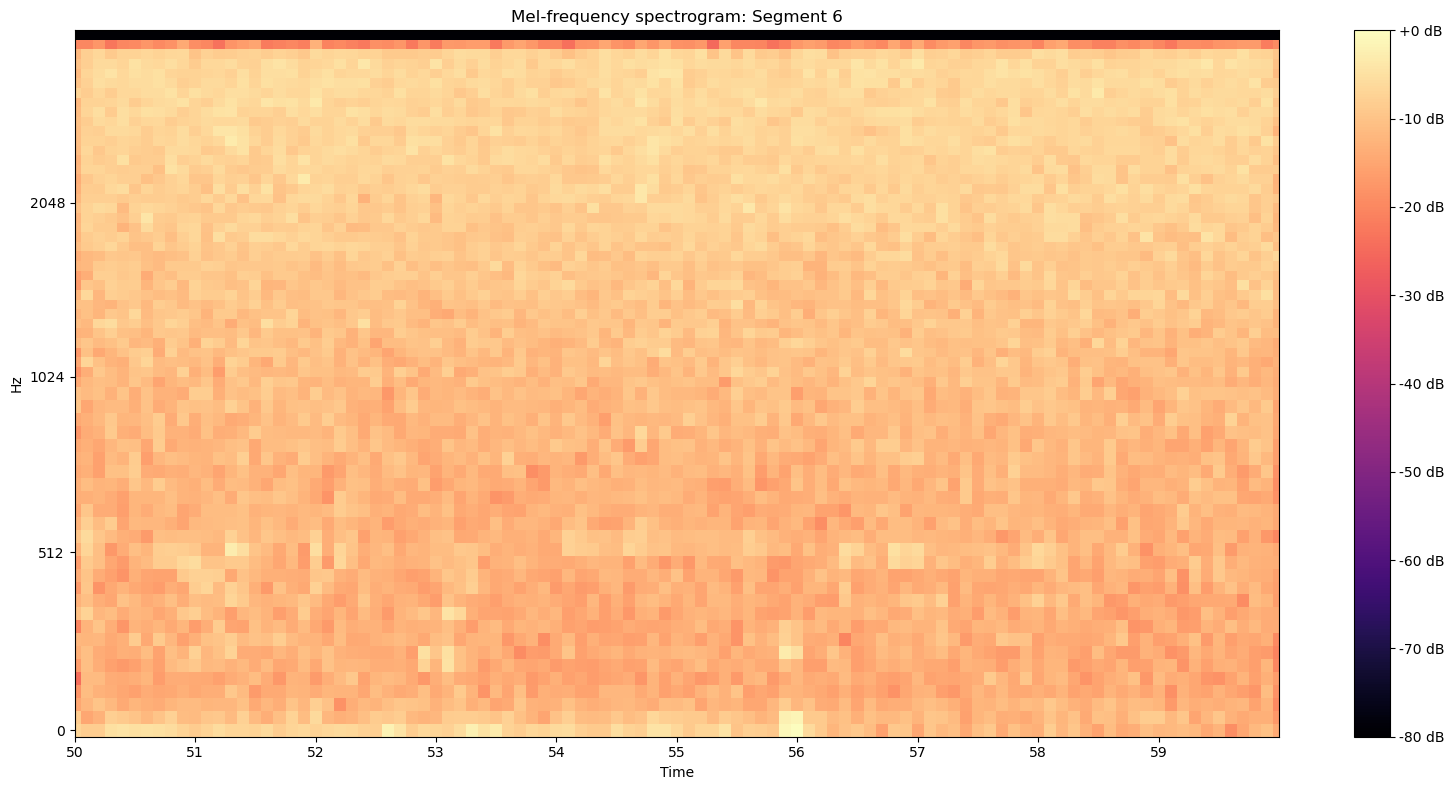 Mel-frequency spectrogram: Segment 6
Hz
2048
1024
512
0
50 51 52 53 54 55 56 57 58 59
Time
+0 dB
-10 dB
-20 dB
-30 dB
-40 dB
-50 dB
-60 dB
-70 dB
-80 dB